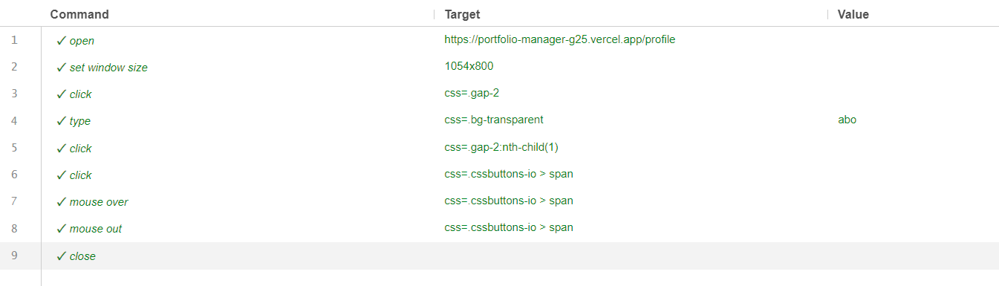 Command Target Value
1 ✓ open https://portfolio-manager-g25.vercel.app/profile
2 ✓ set window size 1054x800
3 ✓ click css=.gap-2
4 ✓ type css=.bg-transparent abo
5 ✓ click css=.gap-2:nth-child(1)
6 ✓ click css=.cssbuttons-io > span
7 ✓ mouse over css=.cssbuttons-io > span
8 ✓ mouse out css=.cssbuttons-io > span
9 ✓ close